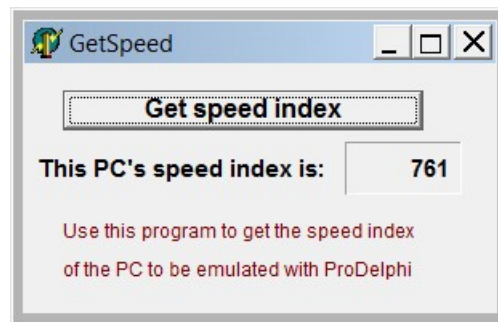 GetSpeed
Get speed index
This PC's speed index is: 761
Use this program to get the speed index
of the PC to be emulated with ProDelphi